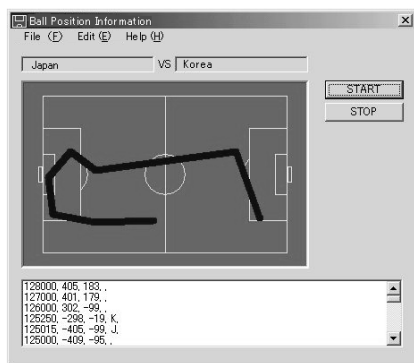 Ball Position Information
File (F) Edit (E) Help (H)
Japan VS Korea
START
STOP
128000, 405, 183, ,
127000, 401, 179, ,
126000, 302, -99, ,
125250, -298, -19, K,
125015, -405, -99, J,
125000, -409, -95, ,